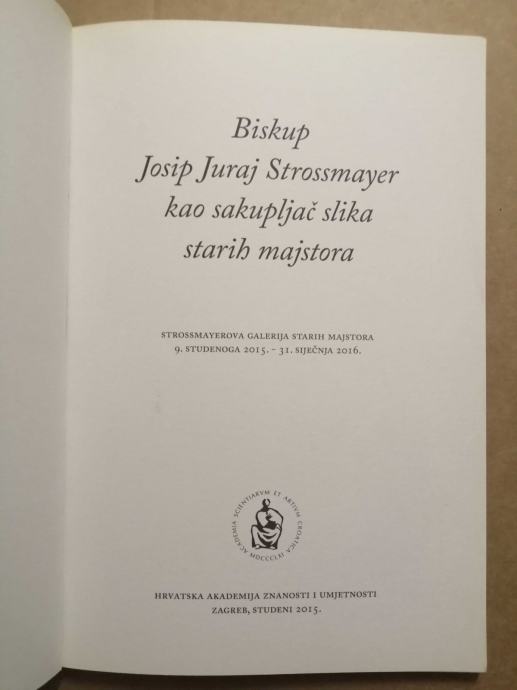 Biskup
Josip Juraj Strossmayer
kao sakupljač slika
starih majstora
STROSSMAYEROVA GALERIJA STARIH MAJSTORA
9. STUDENOGA 2015. – 31. SIJEČNJA 2016.
ACADEMIA SCIENTIARVM ET ARTIVM CROATICA MDCCCLXI
HRVATSKA AKADEMIJA ZNANOSTI I UMJETNOSTI
ZAGREB, STUDENI 2015.